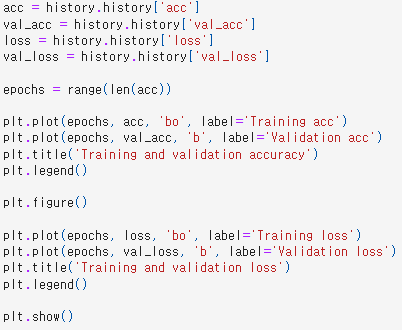 acc = history.history['acc']
val_acc = history.history['val_acc']
loss = history.history['loss']
val_loss = history.history['val_loss']
epochs = range(len(acc))
plt.plot(epochs, acc, 'bo', label='Training acc')
plt.plot(epochs, val_acc, 'b', label='Validation acc')
plt.title('Training and validation accuracy')
plt.legend()
plt.figure()
plt.plot(epochs, loss, 'bo', label='Training loss')
plt.plot(epochs, val_loss, 'b', label='Validation loss')
plt.title('Training and validation loss')
plt.legend()
plt.show()